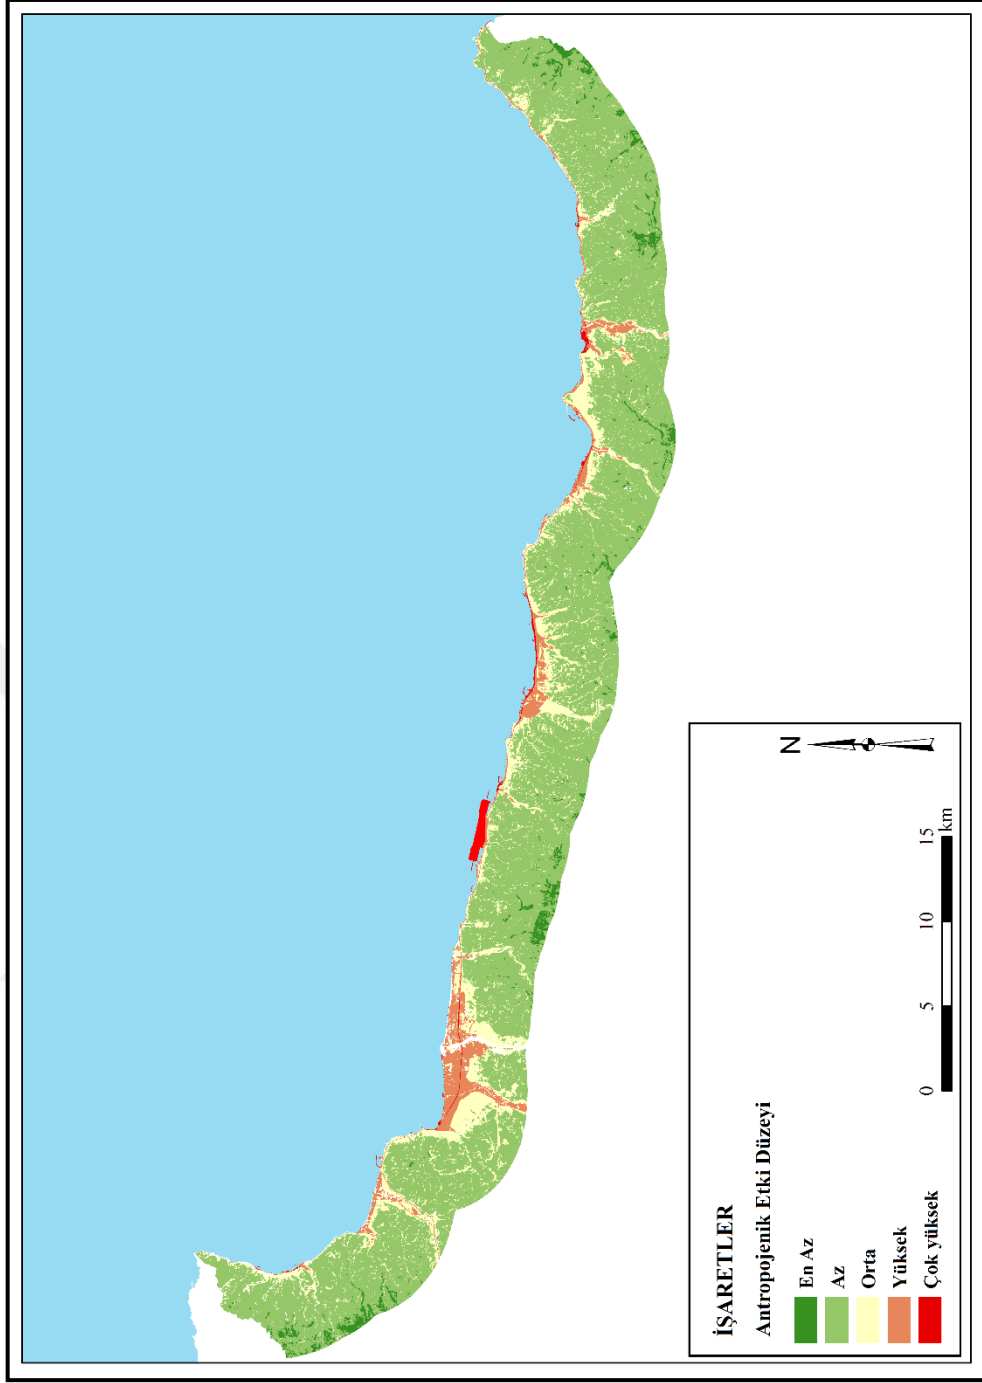 İŞARETLER
Antropojenik Etki Düzeyi
En Az
Az
Orta
Yüksek
Çok yüksek
N
0 5 10 15
km